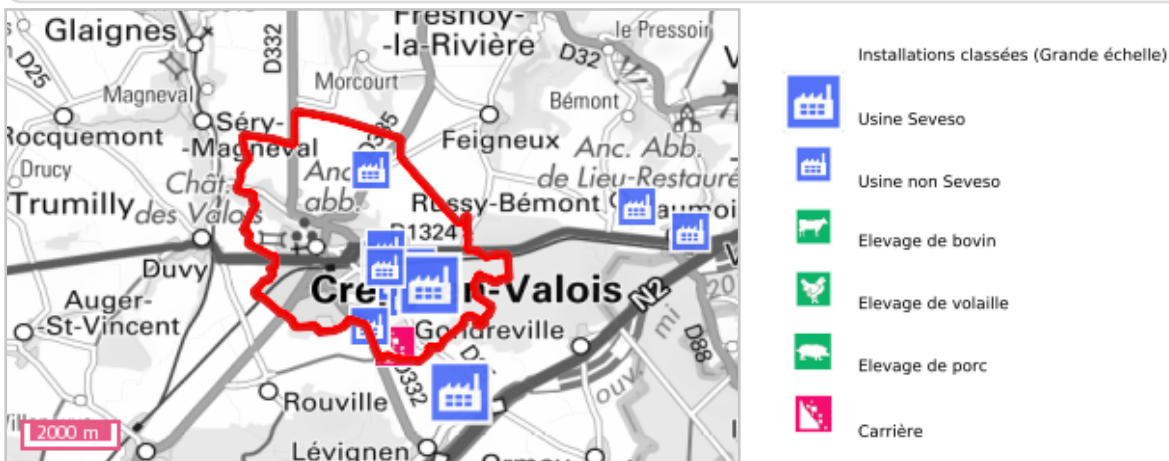 Glaignes
Fresnoy-
-la-Rivière
le Pessoir
D25
D332
D32
Morcourt
Magneval
Bémont
Rocquemont
Séry-
-Magneval
Feigneux
Anc. Abb.
de Lieu-Restauré
Drucy
Chât.
des Valois
abb.
Trumilly
Russy-Bémont
D1324
Duvy
n-Valois
N2
Auger-
-St-Vincent
Gondreville
D88
D332
Rouville
Lévignen
2000 m
Installations classées (Grande échelle)
Usine Seveso
Usine non Seveso
Elevage de bovin
Elevage de volaille
Elevage de porc
Carrière